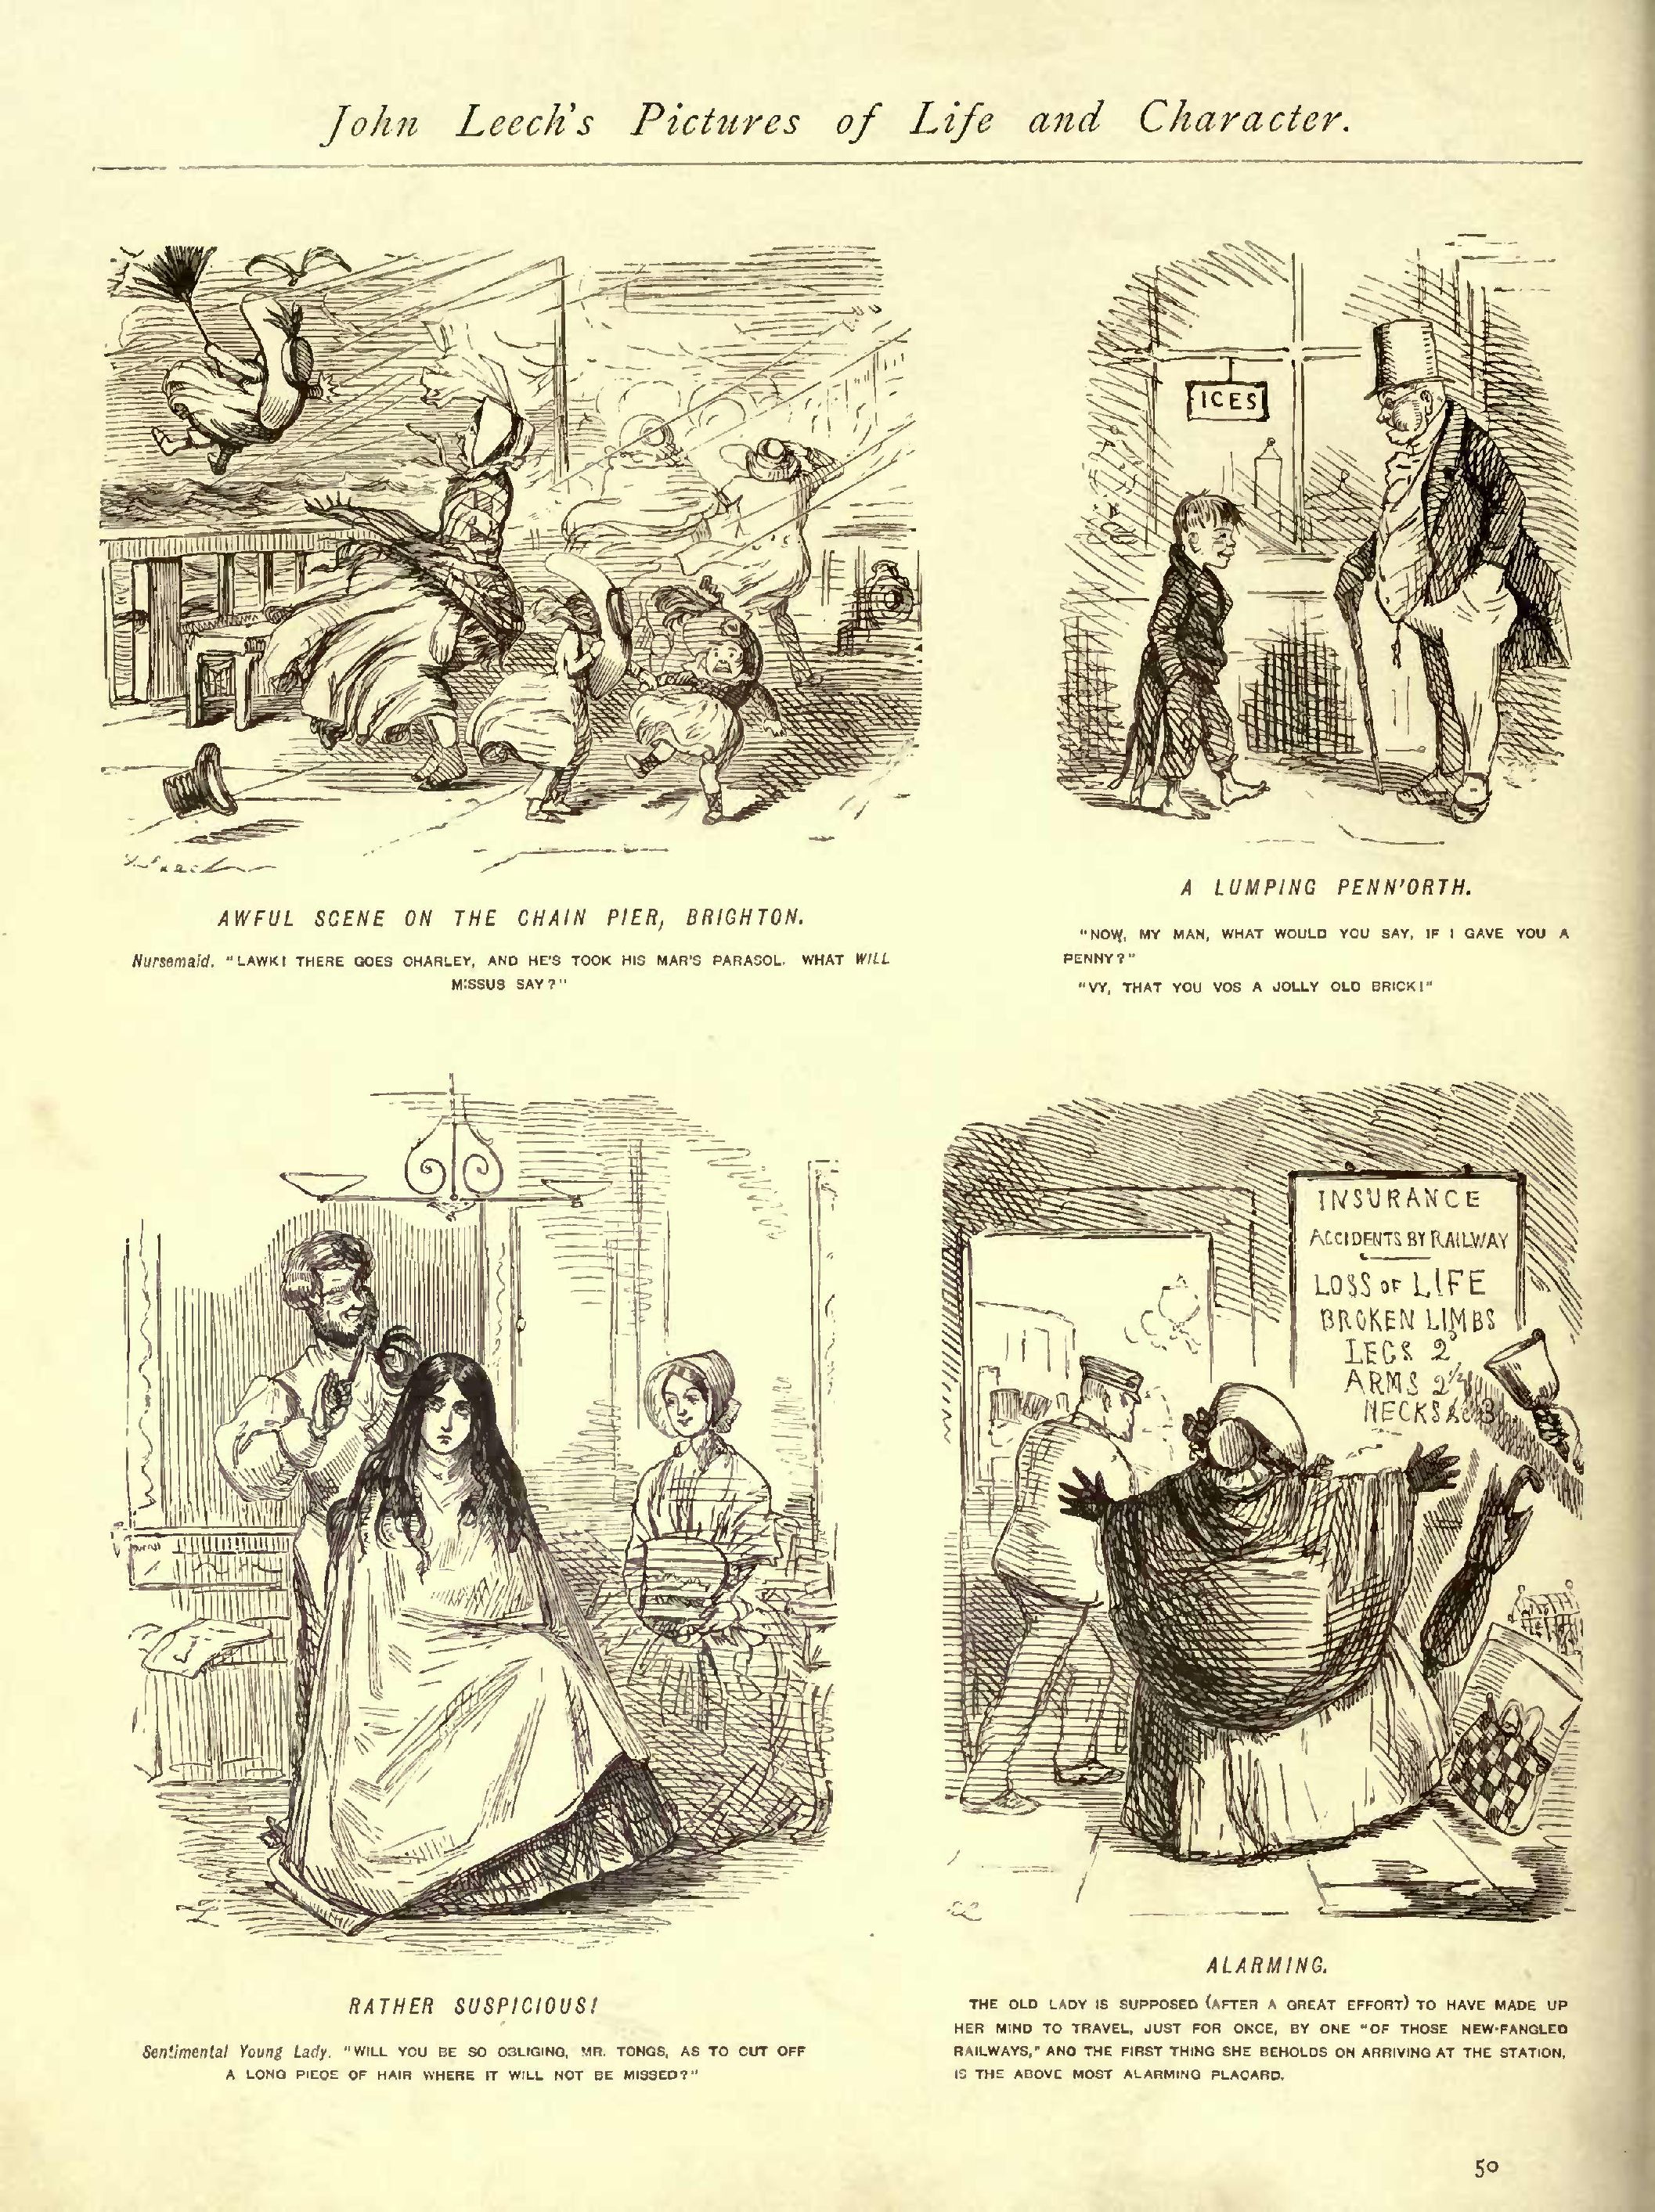 John Leech's Pictures of Life and Character.
ICES
AWFUL SCENE ON THE CHAIN PIER, BRIGHTON.
Nursemaid. "LAWK! THERE GOES CHARLEY, AND HE'S TOOK HIS MAR'S PARASOL. WHAT WILL
MISSUS SAY?"
A LUMPING PENN'ORTH.
"NOW, MY MAN, WHAT WOULD YOU SAY, IF I GAVE YOU A
PENNY?"
"VY, THAT YOU VOS A JOLLY OLD BRICK!"
RATHER SUSPICIOUS!
Sentimental Young Lady. "WILL YOU BE SO OBLIGING, MR. TONGS, AS TO CUT OFF
A LONG PIECE OF HAIR WHERE IT WILL NOT BE MISSED?"
INSURANCE
ACCIDENTS BY RAILWAY
LOSS OF LIFE
BROKEN LIMBS
LEGS 2
ARMS 2
NECKS
ALARMING.
THE OLD LADY IS SUPPOSED (AFTER A GREAT EFFORT) TO HAVE MADE UP
HER MIND TO TRAVEL, JUST FOR ONCE, BY ONE "OF THOSE NEW-FANGLED
RAILWAYS," AND THE FIRST THING SHE BEHOLDS ON ARRIVING AT THE STATION,
IS THE ABOVE MOST ALARMING PLACARD.
50